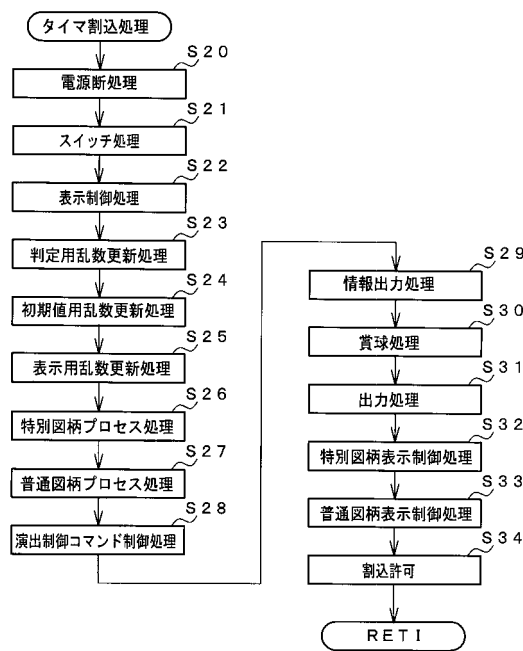 タイマ割込処理
S20
電源断処理
S21
スイッチ処理
S22
表示制御処理
S23
判定用乱数更新処理
S24
初期値用乱数更新処理
S25
表示用乱数更新処理
S26
特別図柄プロセス処理
S27
普通図柄プロセス処理
S28
演出制御コマンド制御処理
S29
情報出力処理
S30
賞球処理
S31
出力処理
S32
特別図柄表示制御処理
S33
普通図柄表示制御処理
S34
割込許可
RETI